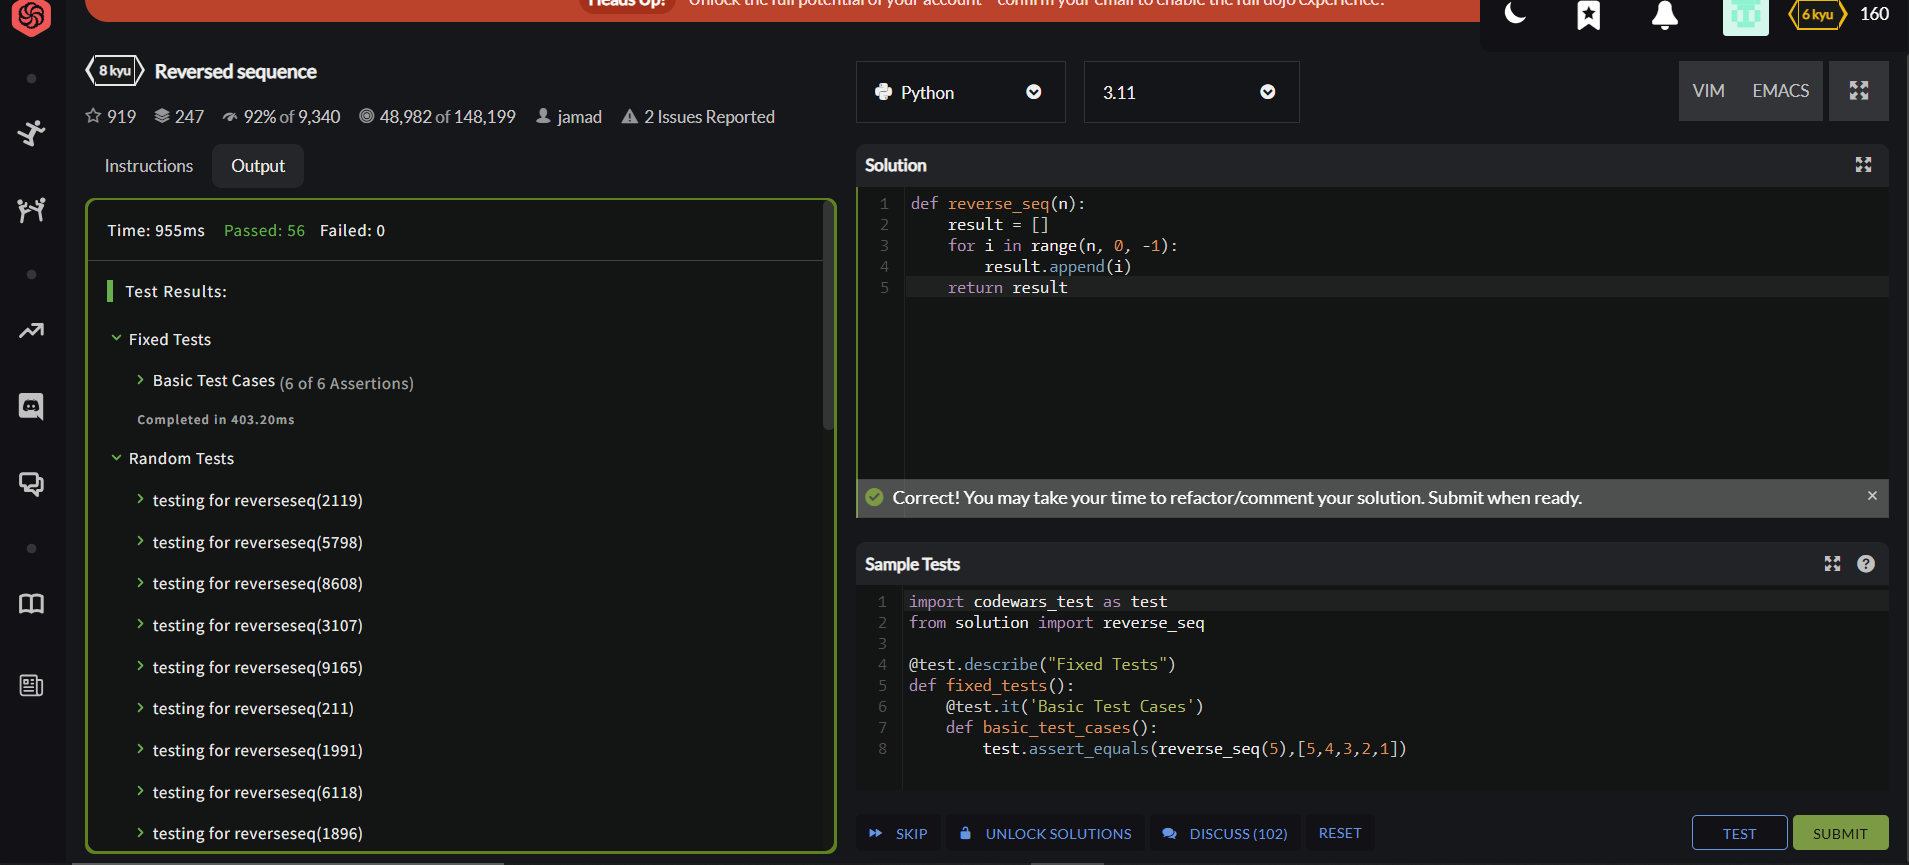 Heads Up! Unlock the full potential of your account - confirm your email to enable the full dojo experience!
6 kyu 160
8 kyu Reversed sequence
919 247 92% of 9,340 48,982 of 148,199 jamad 2 Issues Reported
Instructions Output
Time: 955ms Passed: 56 Failed: 0
Test Results:
Fixed Tests
Basic Test Cases (6 of 6 Assertions)
Completed in 403.20ms
Random Tests
testing for reverseseq(2119)
testing for reverseseq(5798)
testing for reverseseq(8608)
testing for reverseseq(3107)
testing for reverseseq(9165)
testing for reverseseq(211)
testing for reverseseq(1991)
testing for reverseseq(6118)
testing for reverseseq(1896)
Python 3.11 VIM EMACS
Solution
1 def reverse_seq(n):
2     result = []
3     for i in range(n, 0, -1):
4         result.append(i)
5     return result
Correct! You may take your time to refactor/comment your solution. Submit when ready. ×
Sample Tests ?
1 import codewars_test as test
2 from solution import reverse_seq
3
4 @test.describe("Fixed Tests")
5 def fixed_tests():
6     @test.it('Basic Test Cases')
7     def basic_test_cases():
8         test.assert_equals(reverse_seq(5),[5,4,3,2,1])
SKIP UNLOCK SOLUTIONS DISCUSS (102) RESET TEST SUBMIT